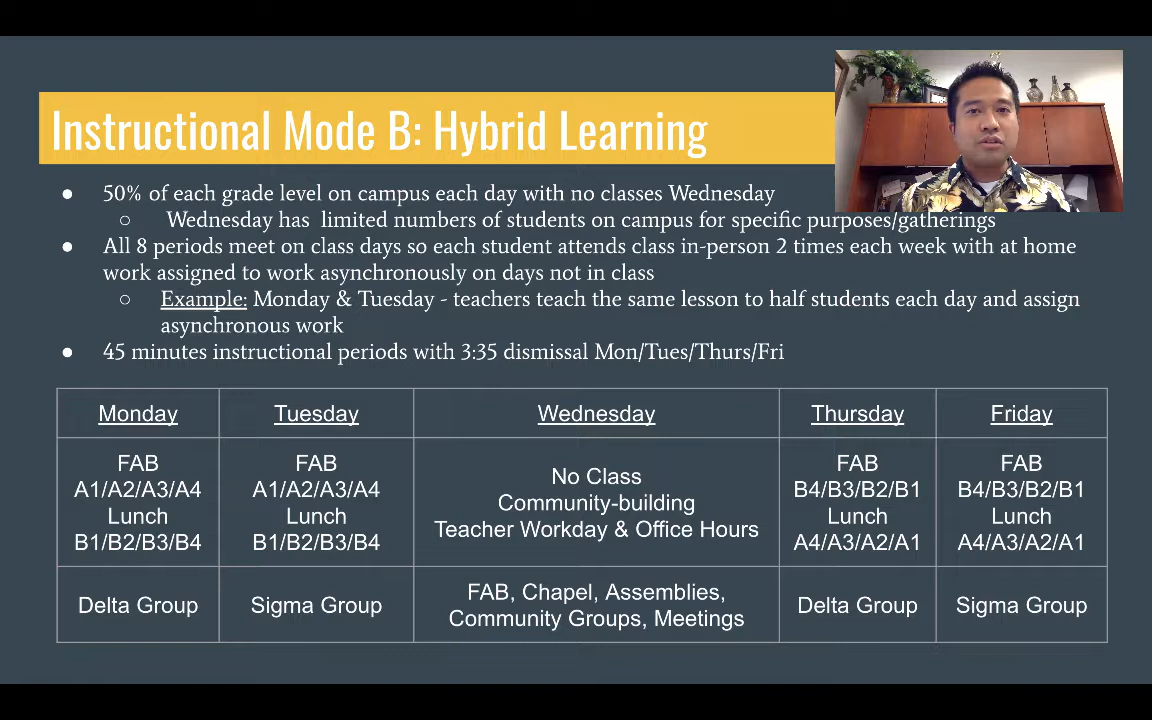 Instructional Mode B: Hybrid Learning
● 50% of each grade level on campus each day with no classes Wednesday
○ Wednesday has limited numbers of students on campus for specific purposes/gatherings
● All 8 periods meet on class days so each student attends class in-person 2 times each week with at home
work assigned to work asynchronously on days not in class
○ Example: Monday & Tuesday - teachers teach the same lesson to half students each day and assign
asynchronous work
● 45 minutes instructional periods with 3:35 dismissal Mon/Tues/Thurs/Fri
Monday Tuesday Wednesday Thursday Friday
FAB
A1/A2/A3/A4
Lunch
B1/B2/B3/B4
FAB
A1/A2/A3/A4
Lunch
B1/B2/B3/B4
No Class
Community-building
Teacher Workday & Office Hours
FAB
B4/B3/B2/B1
Lunch
A4/A3/A2/A1
FAB
B4/B3/B2/B1
Lunch
A4/A3/A2/A1
Delta Group
Sigma Group
FAB, Chapel, Assemblies,
Community Groups, Meetings
Delta Group
Sigma Group